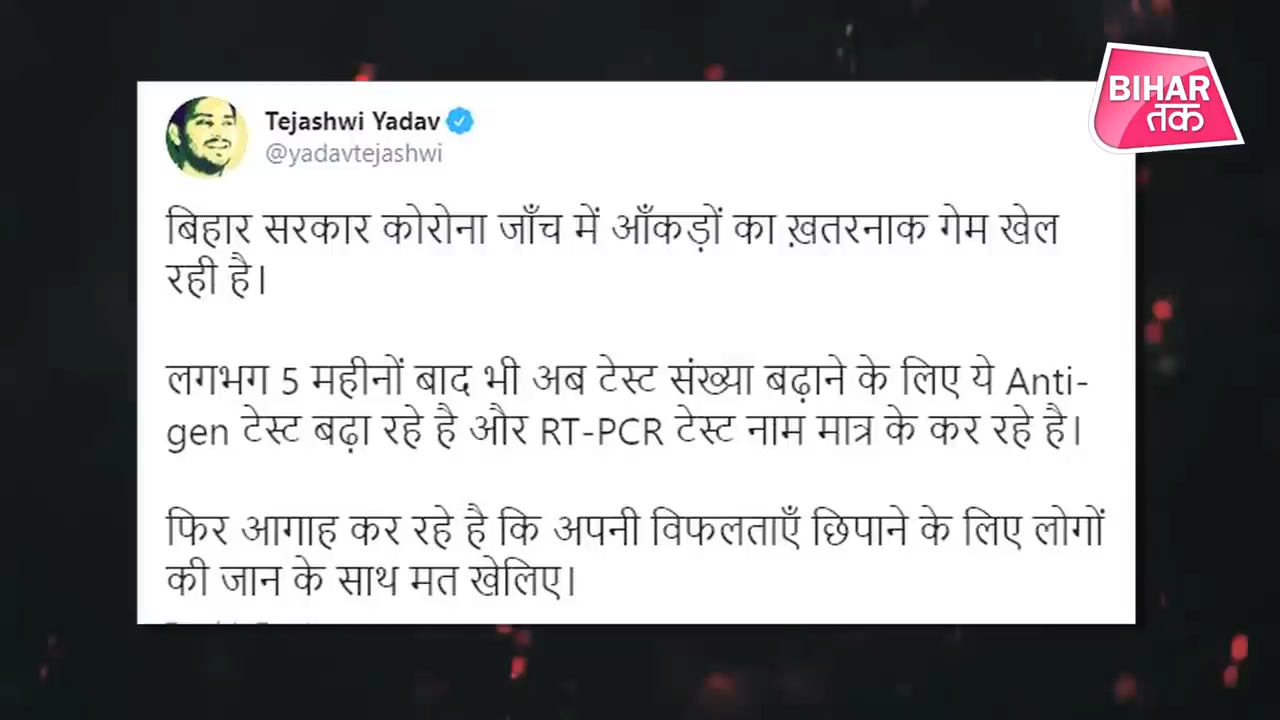 BIHAR
तक
Tejashwi Yadav
@yadavtejashwi
बिहार सरकार कोरोना जाँच में आँकड़ों का ख़तरनाक गेम खेल
रही है।
लगभग 5 महीनों बाद भी अब टेस्ट संख्या बढ़ाने के लिए ये Anti-
gen टेस्ट बढ़ा रहे है और RT-PCR टेस्ट नाम मात्र के कर रहे है।
फिर आगाह कर रहे है कि अपनी विफलताएँ छिपाने के लिए लोगों
की जान के साथ मत खेलिए।